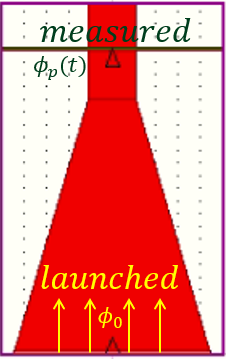 measured
ϕₚ(t)
launched
ϕ₀